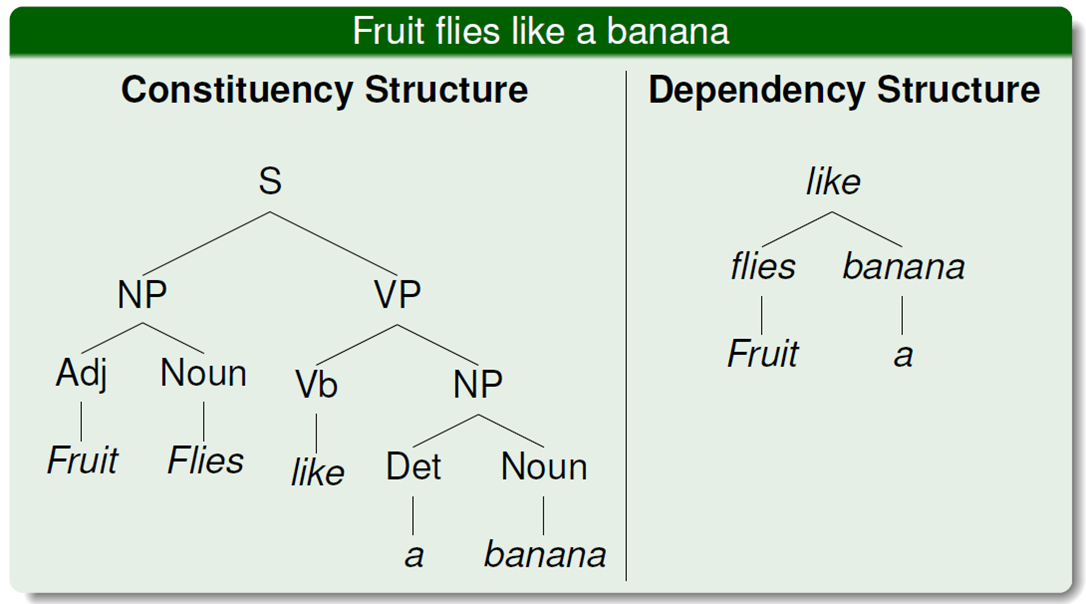 Fruit flies like a banana
Constituency Structure
Dependency Structure
S
NP VP
Adj Noun Vb NP
Fruit Flies like Det Noun
a banana
like
flies banana
Fruit a